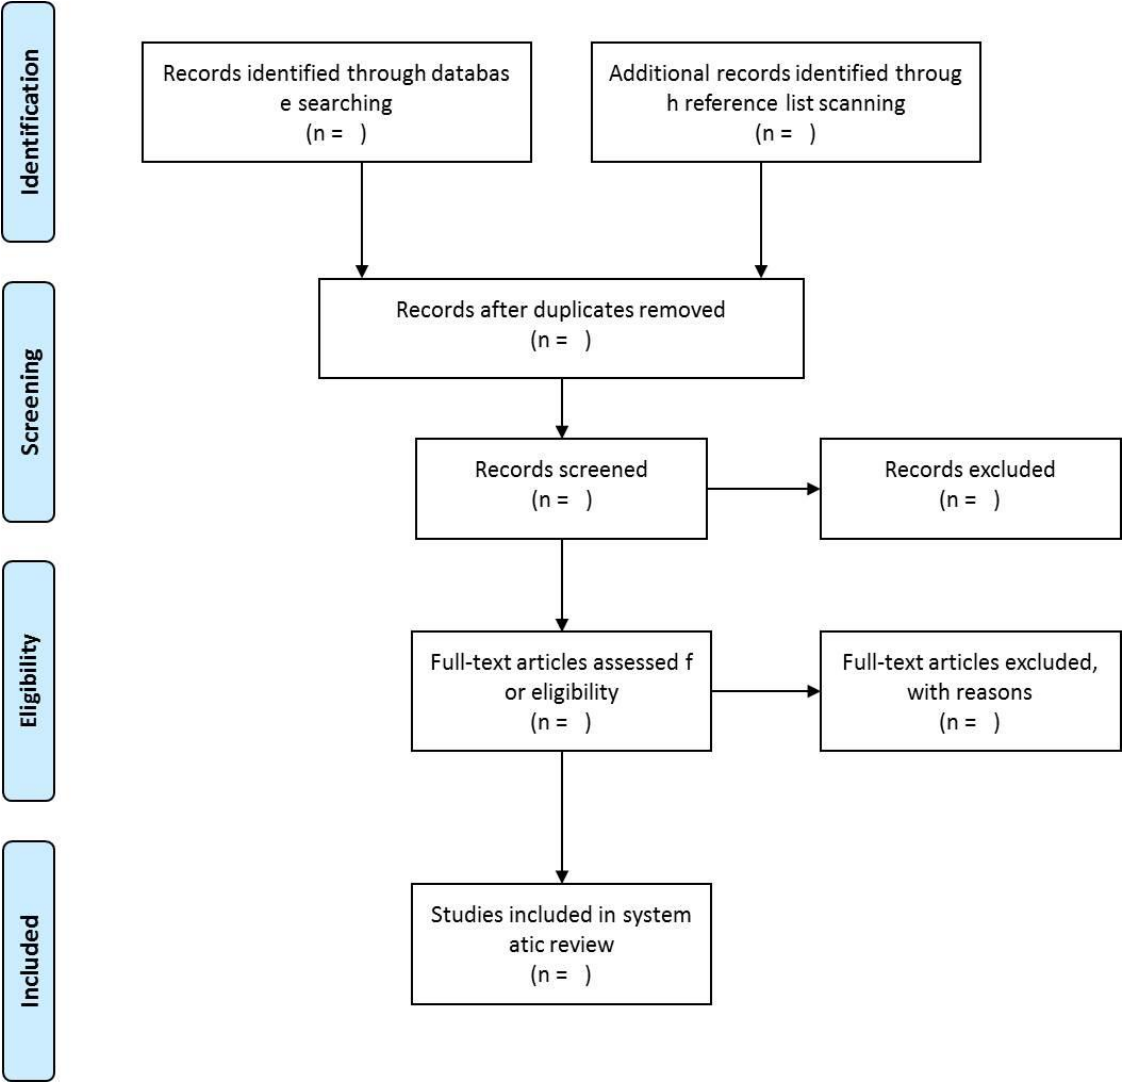 Identification
Records identified through databas
e searching
(n =   )
Additional records identified throug
h reference list scanning
(n =   )
Screening
Records after duplicates removed
(n =   )
Records screened
(n =   )
Records excluded
(n =   )
Eligibility
Full-text articles assessed f
or eligibility
(n =   )
Full-text articles excluded,
with reasons
(n =   )
Included
Studies included in system
atic review
(n =   )